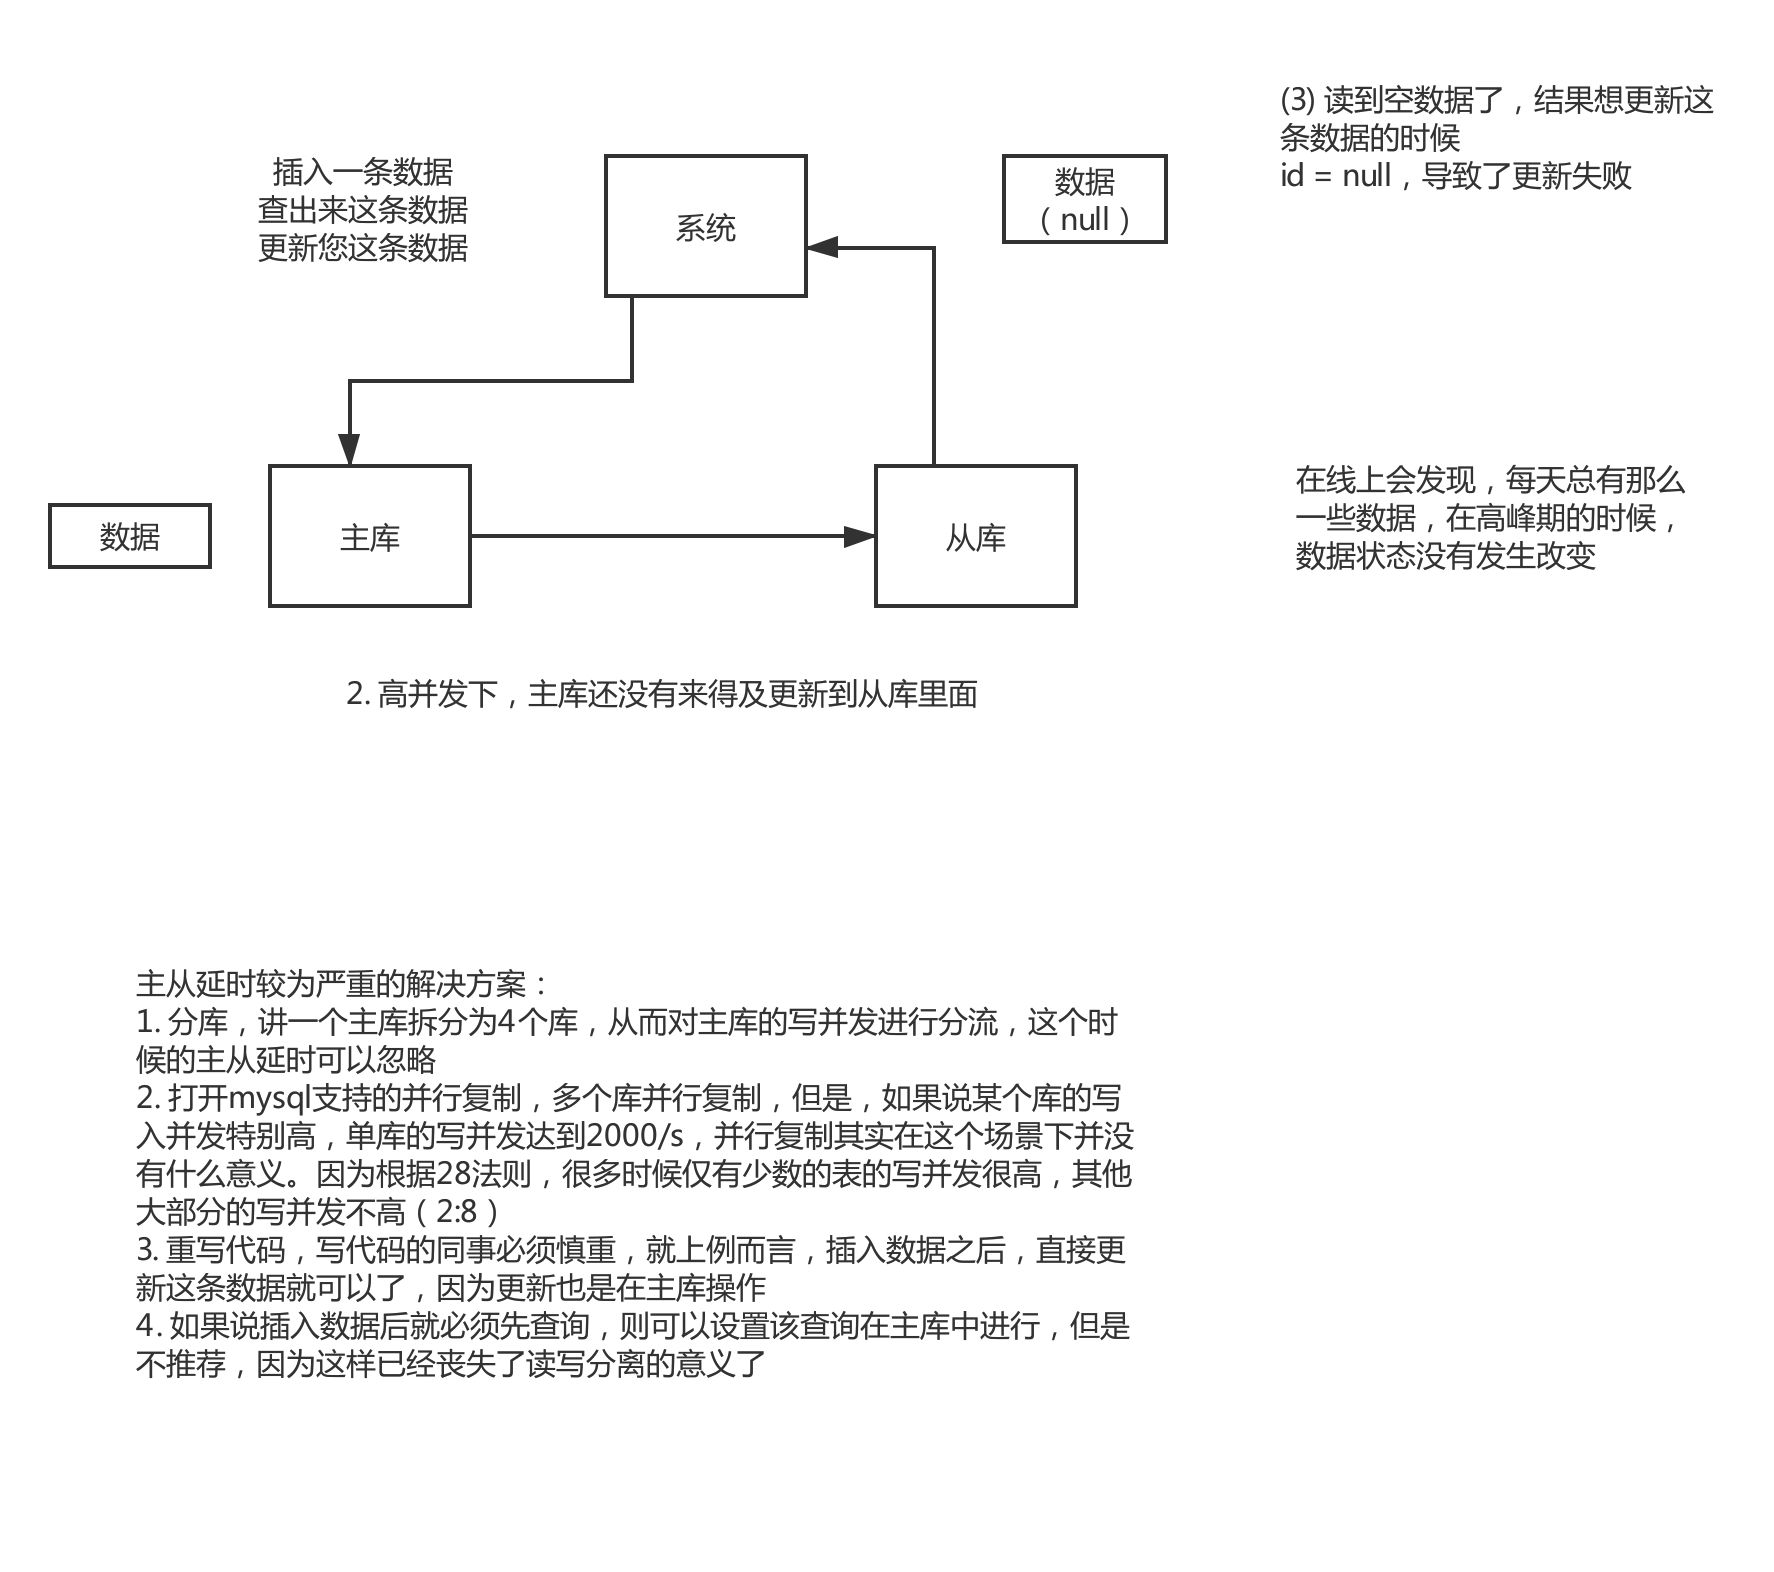 (3) 读到空数据了，结果想更新这
条数据的时候
id = null，导致了更新失败
插入一条数据
查出来这条数据
更新您这条数据
系统
数据
（null）
数据
主库
从库
在线上会发现，每天总有那么
一些数据，在高峰期的时候，
数据状态没有发生改变
2. 高并发下，主库还没有来得及更新到从库里面
主从延时较为严重的解决方案：
1. 分库，讲一个主库拆分为4个库，从而对主库的写并发进行分流，这个时
候的主从延时可以忽略
2. 打开mysql支持的并行复制，多个库并行复制，但是，如果说某个库的写
入并发特别高，单库的写并发达到2000/s，并行复制其实在这个场景下并没
有什么意义。因为根据28法则，很多时候仅有少数的表的写并发很高，其他
大部分的写并发不高（2:8）
3. 重写代码，写代码的同事必须慎重，就上例而言，插入数据之后，直接更
新这条数据就可以了，因为更新也是在主库操作
4. 如果说插入数据后就必须先查询，则可以设置该查询在主库中进行，但是
不推荐，因为这样已经丧失了读写分离的意义了